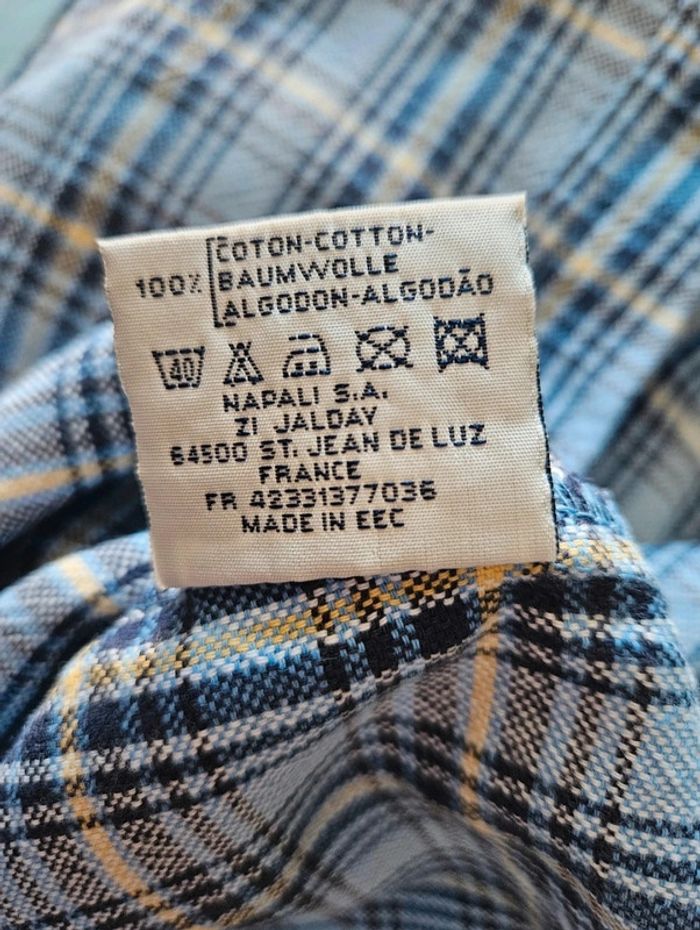 100% COTON-COTTON-
BAUMWOLLE
ALGODON-ALGODÃO
40
NAPALI S.A.
ZI JALDAY
64500 ST. JEAN DE LUZ
FRANCE
FR 42331377036
MADE IN EEC